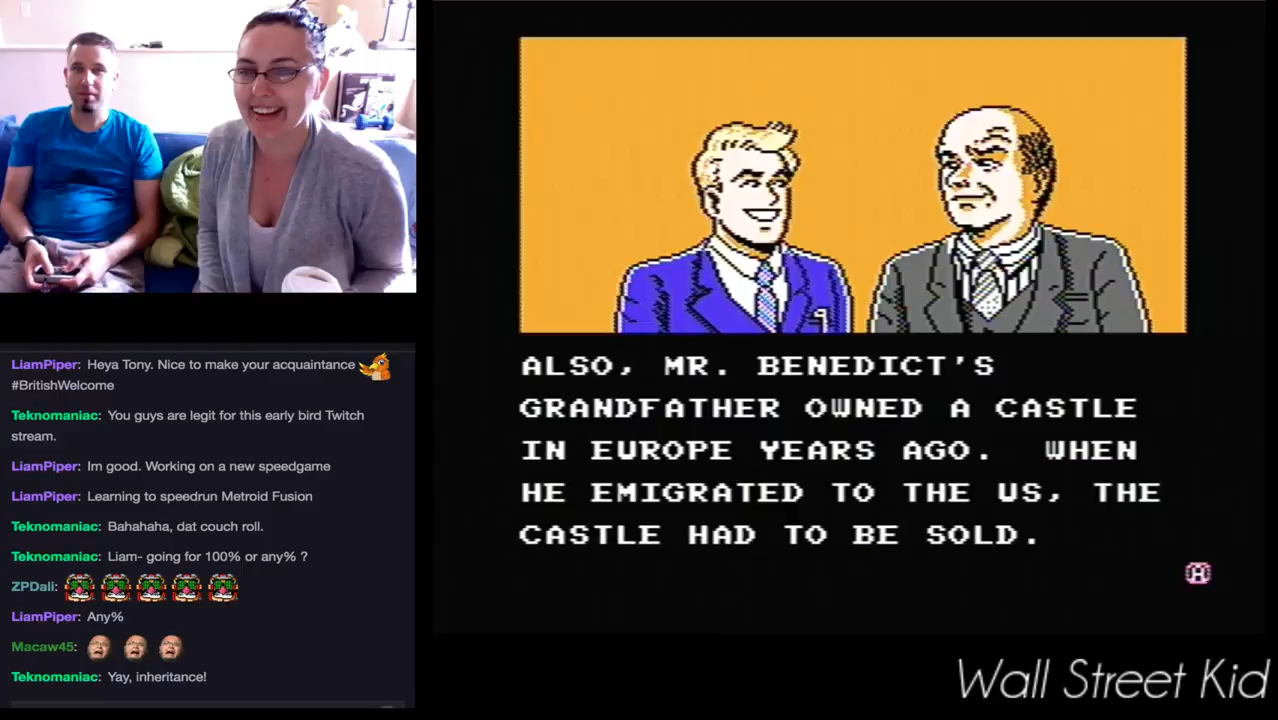 LiamPiper: Heya Tony. Nice to make your acquaintance
#BritishWelcome
Teknomaniac: You guys are legit for this early bird Twitch
stream.
LiamPiper: Im good. Working on a new speedgame
LiamPiper: Learning to speedrun Metroid Fusion
Teknomaniac: Bahahaha, dat couch roll.
Teknomaniac: Liam- going for 100% or any% ?
ZPDali:
LiamPiper: Any%
Macaw45:
Teknomaniac: Yay, inheritance!
ALSO, MR. BENEDICT'S
GRANDFATHER OWNED A CASTLE
IN EUROPE YEARS AGO. WHEN
HE EMIGRATED TO THE US, THE
CASTLE HAD TO BE SOLD.
H
Wall Street Kid